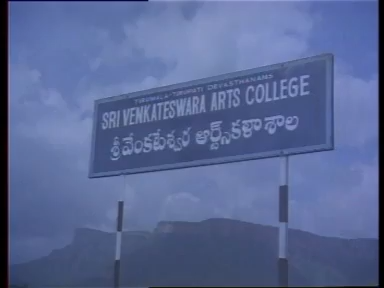 TIRUMALA-TIRUPATI DEVASTHANAMS
SRI VENKATESWARA ARTS COLLEGE
శ్రీ వేంకటేశ్వర ఆర్ట్స్ కళాశాల